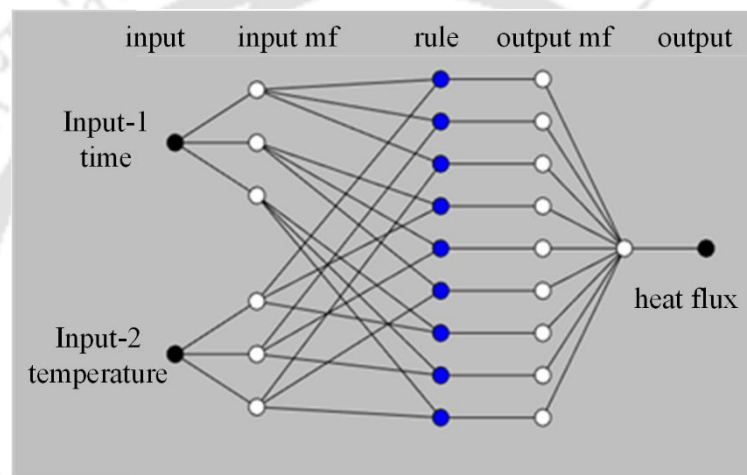 input input mf rule output mf output
Input-1
time
heat flux
Input-2
temperature